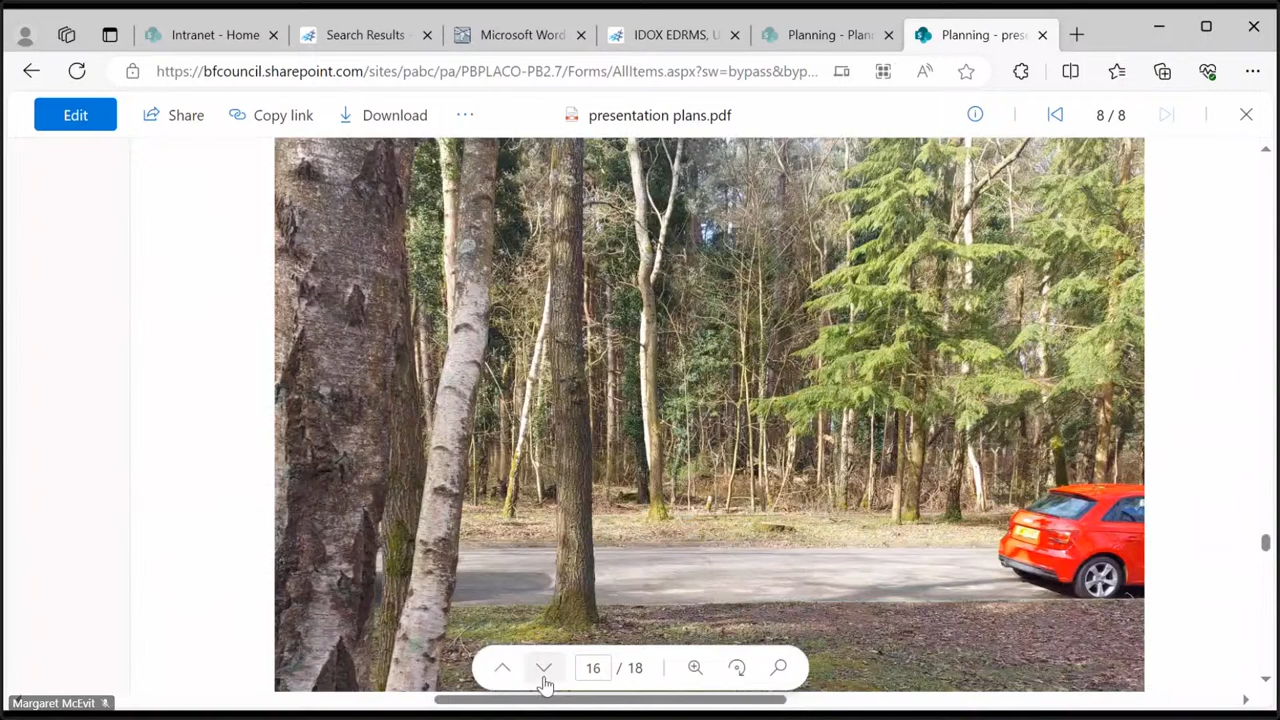 Intranet - Home
Search Results -
Microsoft Word
IDOX EDRMS, U
Planning - Plann
Planning - prese
https://bfcouncil.sharepoint.com/sites/pabc/pa/PBPLACO-PB2.7/Forms/AllItems.aspx?sw=bypass&byp...
Edit
Share
Copy link
Download
presentation plans.pdf
8 / 8
16 / 18
Margaret McEvit